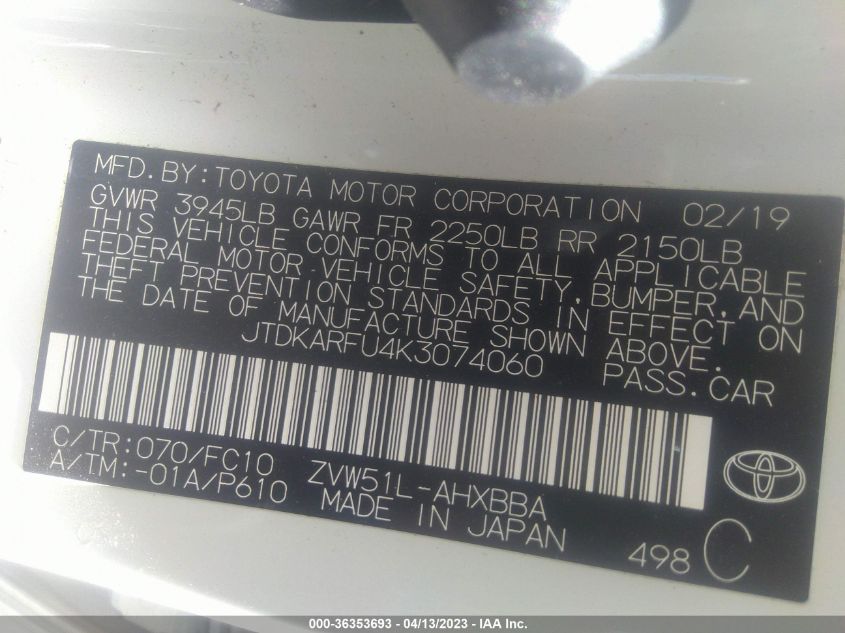 MFD. BY: TOYOTA MOTOR CORPORATION 02/19
GVWR 3945LB GAWR FR 2250LB RR 2150LB
THIS VEHICLE CONFORMS TO ALL APPLICABLE
FEDERAL MOTOR VEHICLE SAFETY, BUMPER, AND
THEFT PREVENTION STANDARDS IN EFFECT ON
THE DATE OF MANUFACTURE SHOWN ABOVE.
JTDKARFU4K3074060 PASS. CAR
C/TR: 070/FC10 ZVW51L-AHXBBA
A/TM: -01A/P610 MADE IN JAPAN
498 C
000-36353693 - 04/13/2023 - IAA Inc.